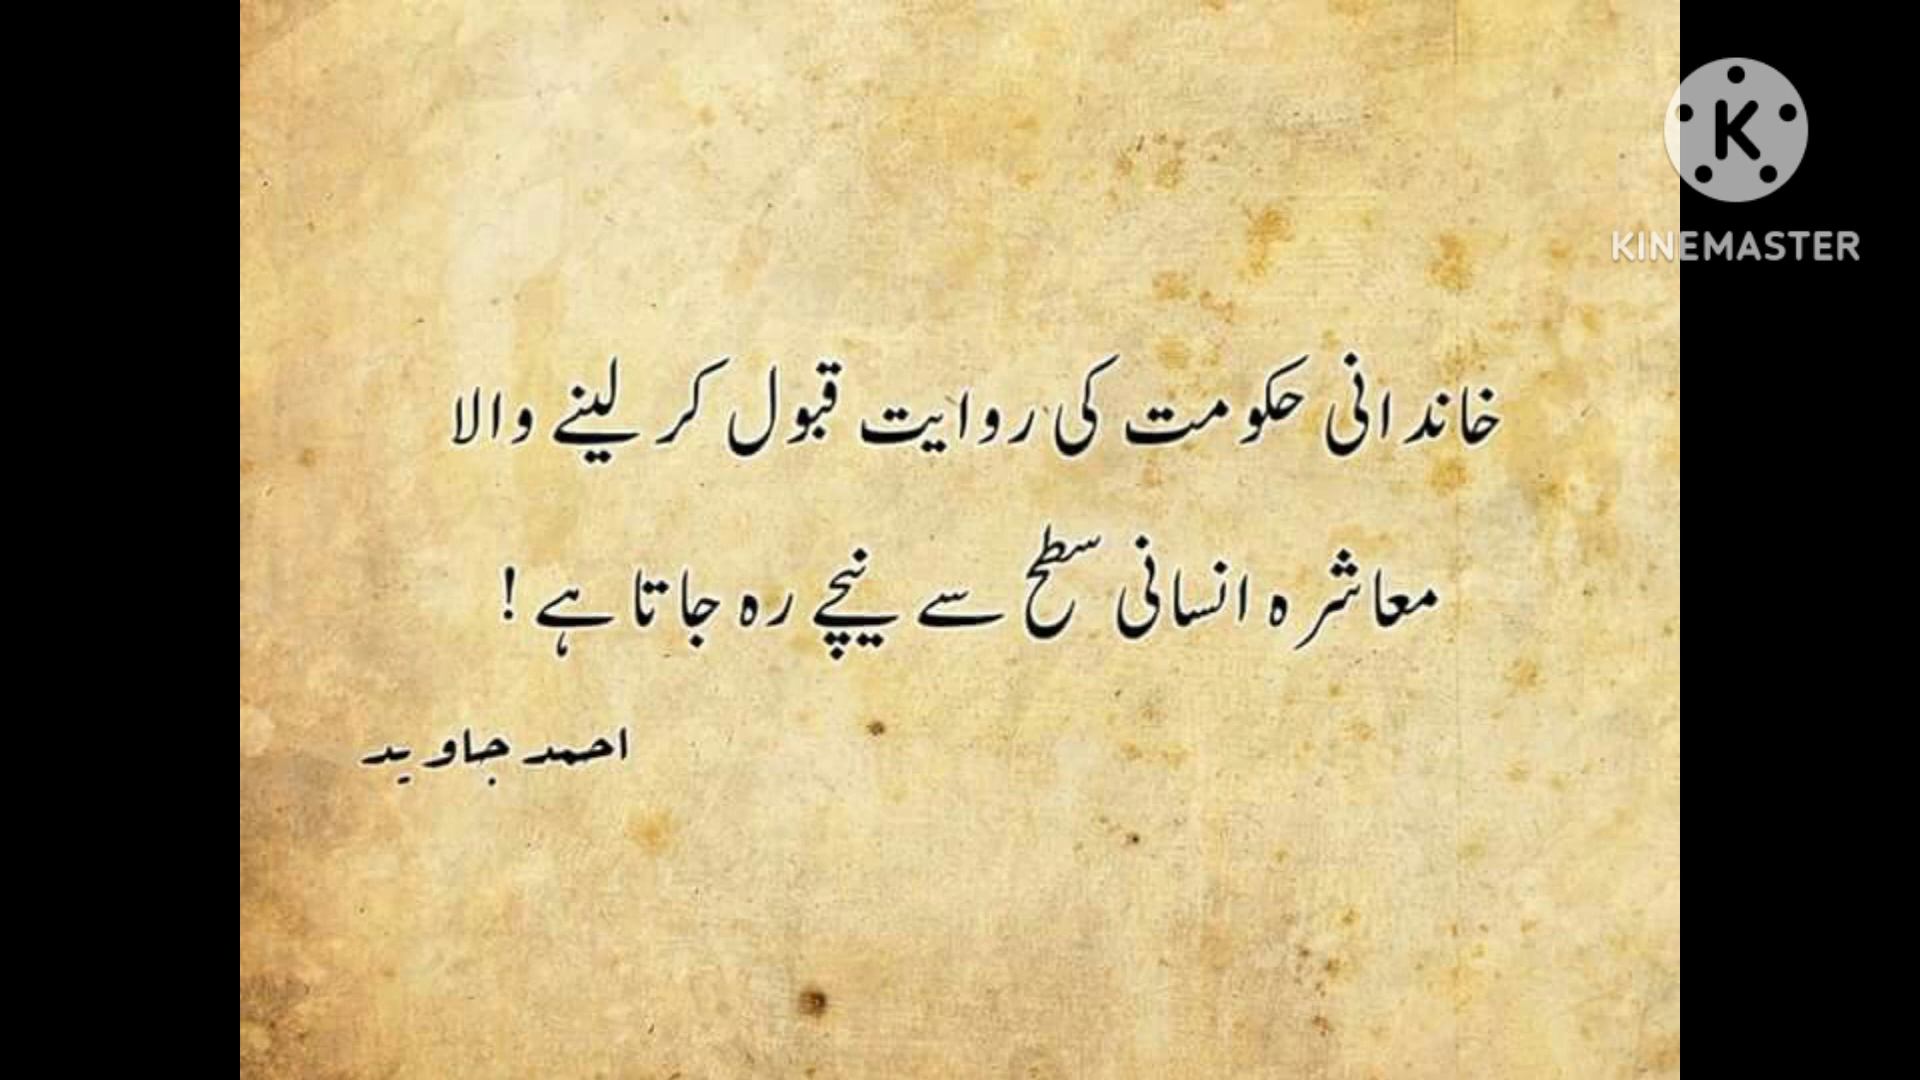 خاندانی حکومت کی روایت قبول کر لینے والا
معاشرہ انسانی سطح سے نیچے رہ جاتا ہے !
احمد جاوید
K
KINEMASTER